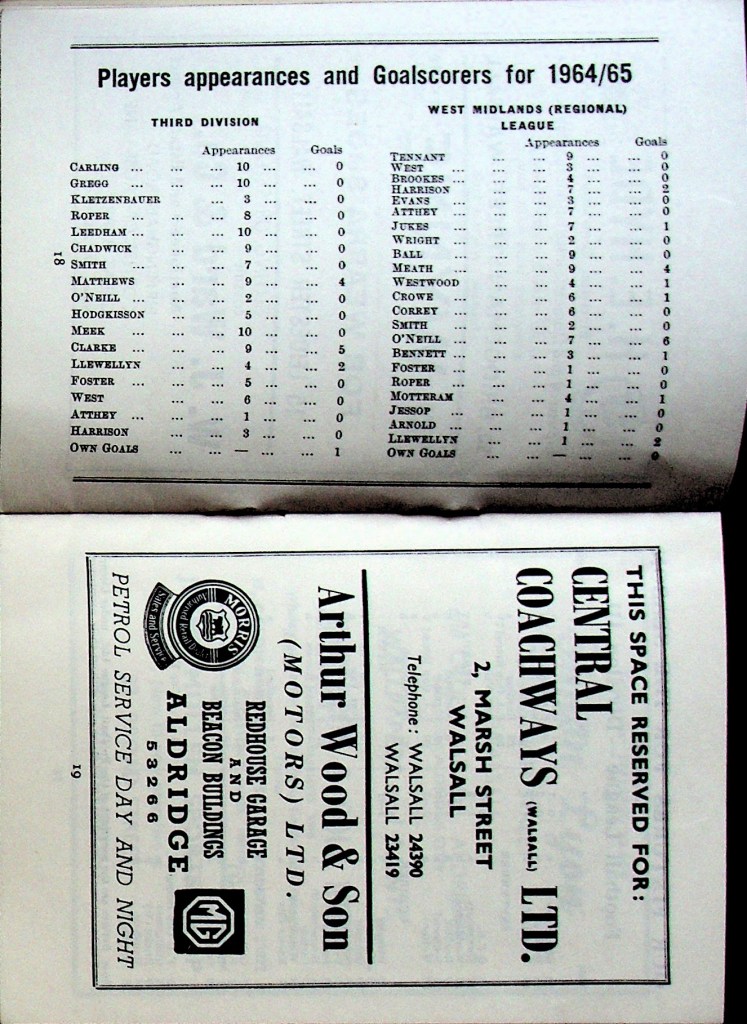 Players appearances and Goalscorers for 1964/65
THIRD DIVISION
Appearances Goals
CARLING ... ... ... 10 ... ... 0
GREGG ... ... ... 10 ... ... 0
KLETZENBAUER ... ... 3 ... ... 0
ROPER ... ... ... 8 ... ... 0
LEEDHAM ... ... ... 10 ... ... 0
CHADWICK ... ... 9 ... ... 0
SMITH ... ... ... 7 ... ... 0
MATTHEWS ... ... 9 ... ... 4
O'NEILL ... ... ... 2 ... ... 0
HODGKISSON ... ... 5 ... ... 0
MEEK ... ... ... 10 ... ... 0
CLARKE ... ... ... 9 ... ... 5
LLEWELLYN ... ... 4 ... ... 2
FOSTER ... ... ... 5 ... ... 0
WEST ... ... ... 6 ... ... 0
ATTHEY ... ... ... 1 ... ... 0
HARRISON ... ... 3 ... ... 0
OWN GOALS ... ... — ... ... 1
WEST MIDLANDS (REGIONAL)
LEAGUE
Appearances Goals
TENNANT ... ... 9 ... ... 0
WEST ... ... ... 3 ... ... 0
BROOKES ... ... ... 4 ... ... 0
HARRISON ... ... 7 ... ... 2
EVANS ... ... ... 3 ... ... 0
ATTHEY ... ... ... 7 ... ... 0
JUKES ... ... ... 7 ... ... 1
WRIGHT ... ... ... 2 ... ... 0
BALL ... ... ... 9 ... ... 0
MEATH ... ... ... 9 ... ... 4
WESTWOOD ... ... 4 ... ... 1
CROWE ... ... ... 6 ... ... 1
CORREY ... ... ... 6 ... ... 0
SMITH ... ... ... 2 ... ... 0
O'NEILL ... ... ... 7 ... ... 6
BENNETT ... ... ... 3 ... ... 1
FOSTER ... ... ... 1 ... ... 0
ROPER ... ... ... 1 ... ... 0
MOTTERAM ... ... 4 ... ... 1
JESSOP ... ... ... 1 ... ... 0
ARNOLD ... ... ... 1 ... ... 0
LLEWELLYN ... ... 1 ... ... 2
OWN GOALS ... ... — ... ... 0
18
THIS SPACE RESERVED FOR:
CENTRAL
COACHWAYS (WALSALL) LTD.
2, MARSH STREET
WALSALL
Telephone: WALSALL 24390
WALSALL 23419
Arthur Wood & Son
(MOTORS) LTD.
MORRIS
Sales and Service
REDHOUSE GARAGE
AND
BEACON BUILDINGS
ALDRIDGE
53266
MG
PETROL SERVICE DAY AND NIGHT
19